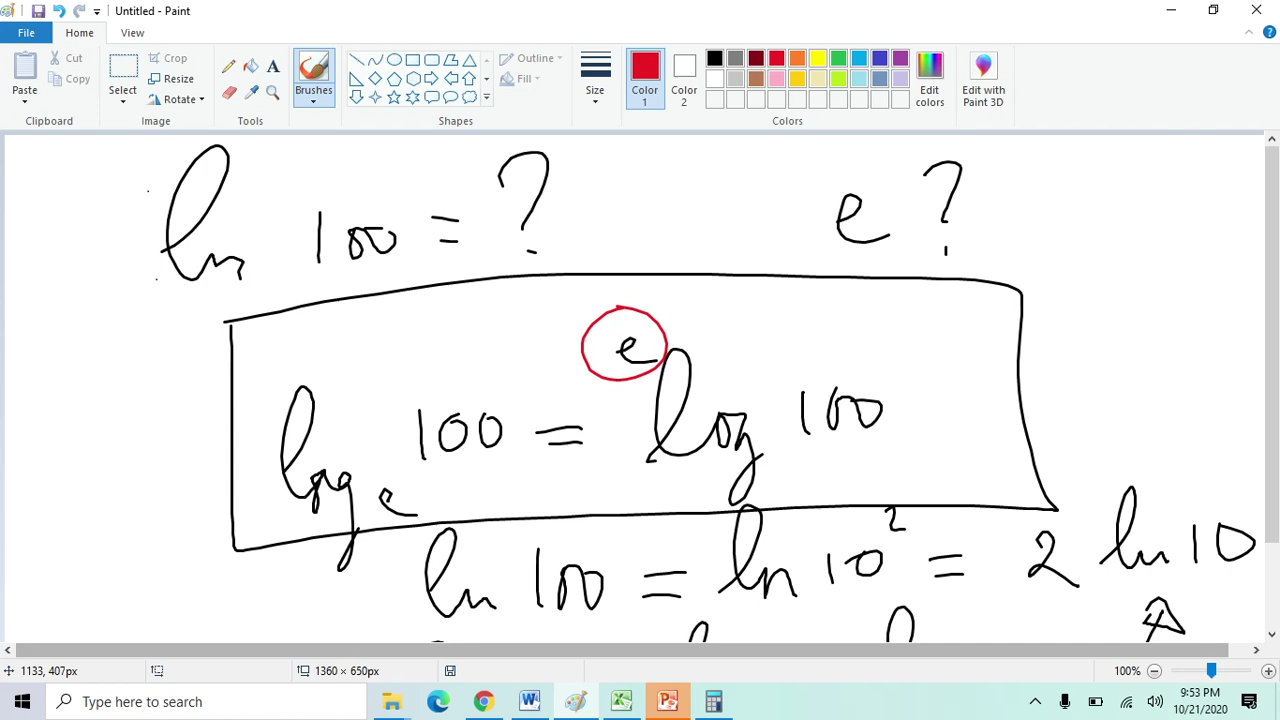 Untitled - Paint
File Home View
Paste Cut Copy Select Crop Resize Rotate Brushes Outline Fill Size Color 1 Color 2 Edit colors Edit with Paint 3D
Clipboard Image Tools Shapes Colors
ln 100 = ? e ?
log_e 100 = ^e log 100
ln 100 = ln 10² = 2 ln 10
1133, 407px 1360 × 650px 100%
Type here to search 9:53 PM
10/21/2020